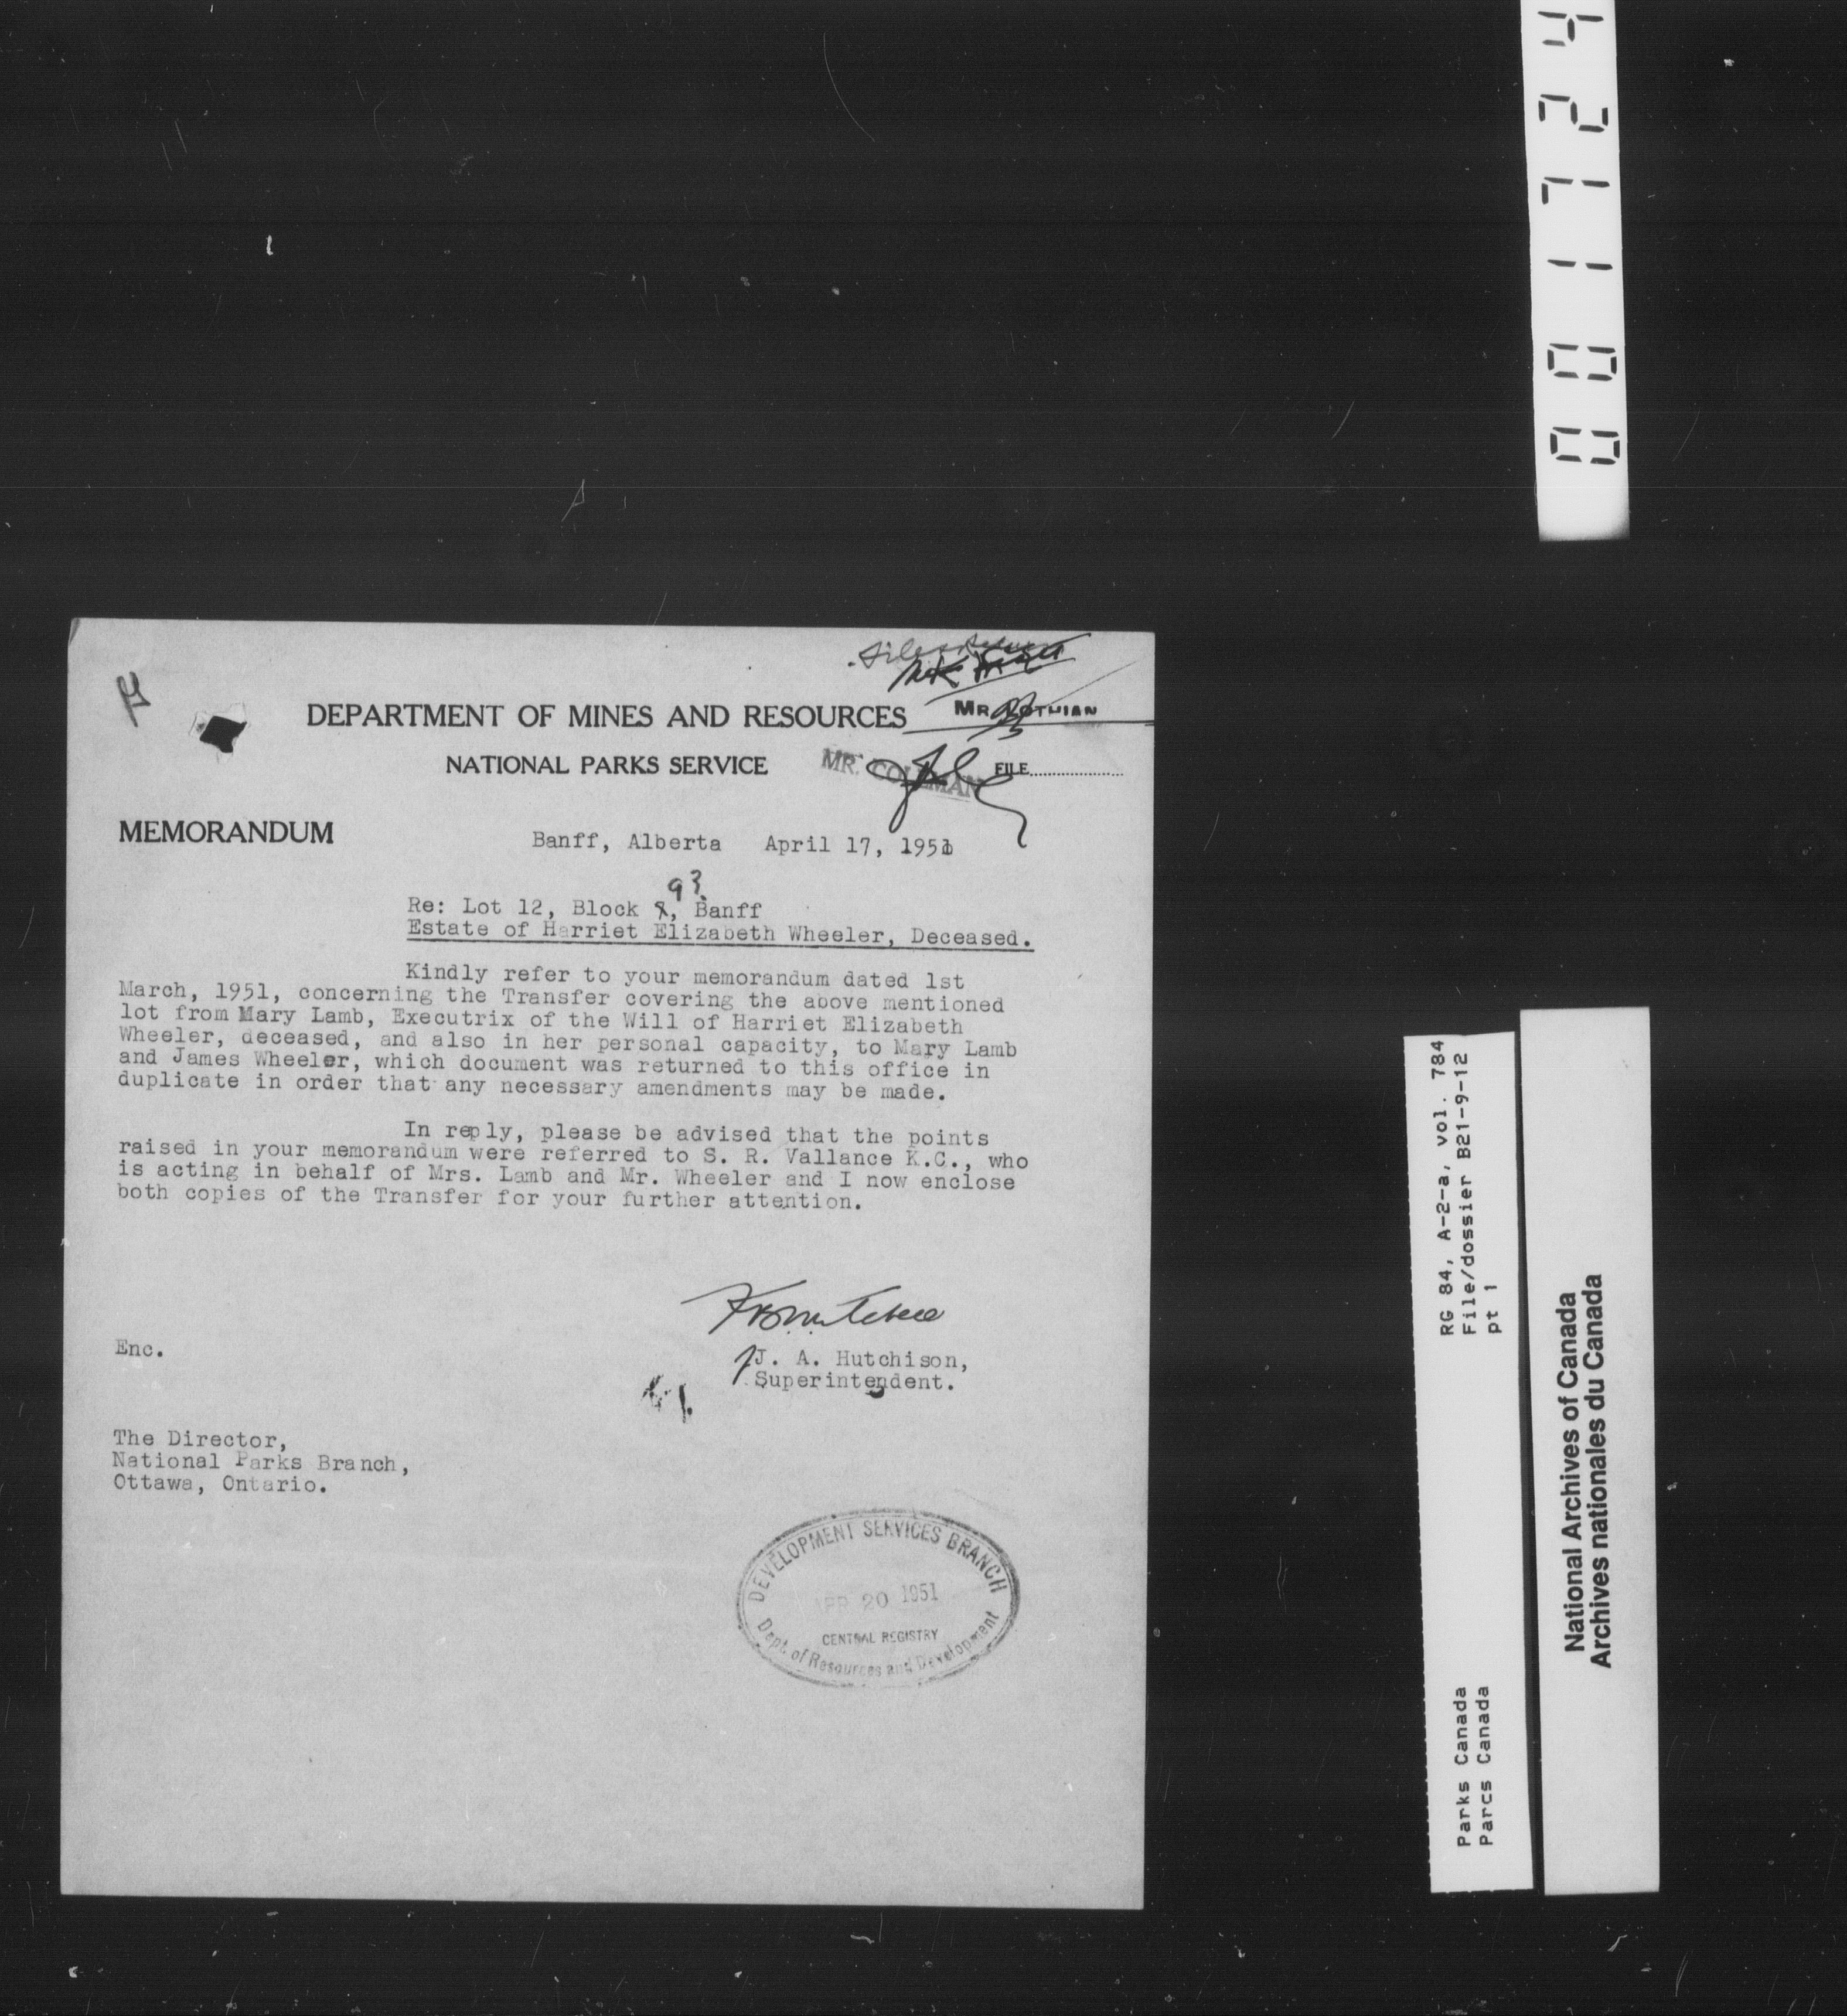 001724
DEPARTMENT OF MINES AND RESOURCES
MR. LOTHIAN
NATIONAL PARKS SERVICE
MR. COLEMAN
FILE
MEMORANDUM
Banff, Alberta April 17, 1951
9?
Re: Lot 12, Block 8, Banff
Estate of Harriet Elizabeth Wheeler, Deceased.
Kindly refer to your memorandum dated 1st
March, 1951, concerning the Transfer covering the above mentioned
lot from Mary Lamb, Executrix of the Will of Harriet Elizabeth
Wheeler, deceased, and also in her personal capacity, to Mary Lamb
and James Wheeler, which document was returned to this office in
duplicate in order that any necessary amendments may be made.
In reply, please be advised that the points
raised in your memorandum were referred to S. R. Vallance K.C., who
is acting in behalf of Mrs. Lamb and Mr. Wheeler and I now enclose
both copies of the Transfer for your further attention.
Enc.
J. A. Hutchison,
Superintendent.
The Director,
National Parks Branch,
Ottawa, Ontario.
DEVELOPMENT SERVICES BRANCH
APR 20 1951
CENTRAL REGISTRY
Dept. of Resources and Development
RG 84, A-2-a, vol. 784
File/dossier B21-9-12
pt 1
Parks Canada
Parcs Canada
National Archives of Canada
Archives nationales du Canada